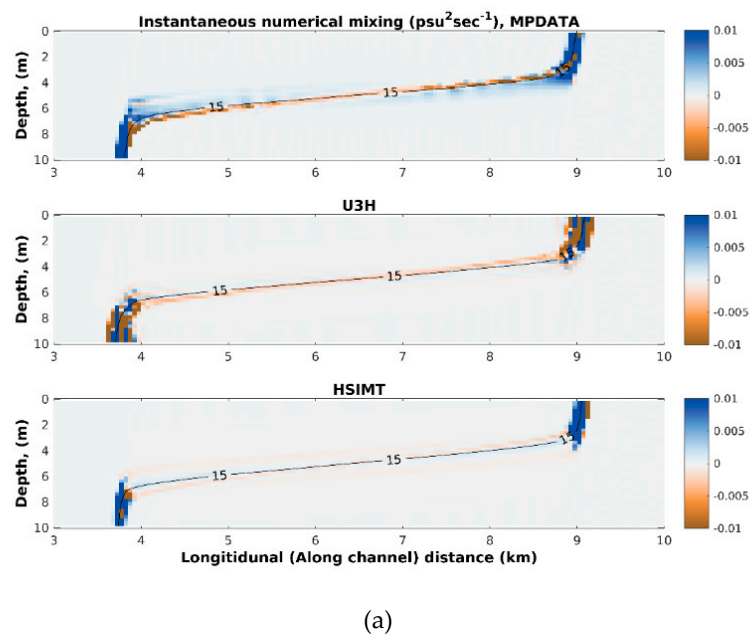 Instantaneous numerical mixing (psu²sec⁻¹), MPDATA
Depth, (m)
0
2
4
6
8
10
3 4 5 6 7 8 9 10
15 15 15
0.01
0.005
0
-0.005
-0.01
U3H
Depth, (m)
0
2
4
6
8
10
3 4 5 6 7 8 9 10
15 15 15
0.01
0.005
0
-0.005
-0.01
HSIMT
Depth, (m)
0
2
4
6
8
10
3 4 5 6 7 8 9 10
15 15 15
0.01
0.005
0
-0.005
-0.01
Longitidunal (Along channel) distance (km)
(a)